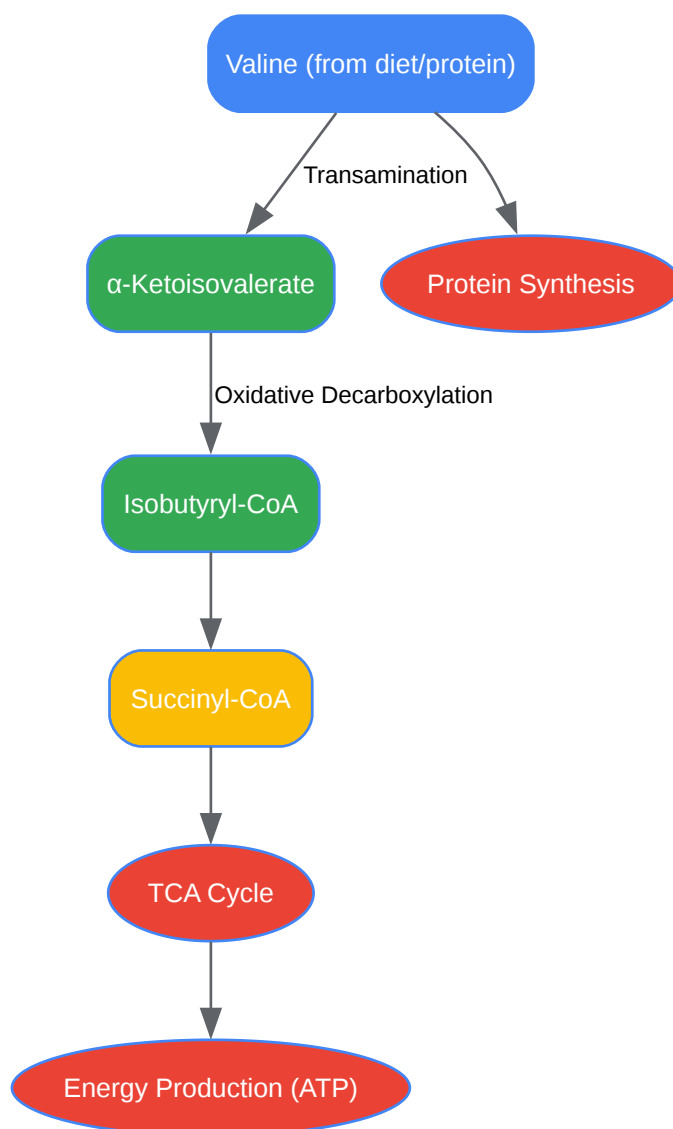 Valine (from diet/protein)
Transamination
α-Ketoisovalerate
Protein Synthesis
Oxidative Decarboxylation
Isobutyryl-CoA
Succinyl-CoA
TCA Cycle
Energy Production (ATP)